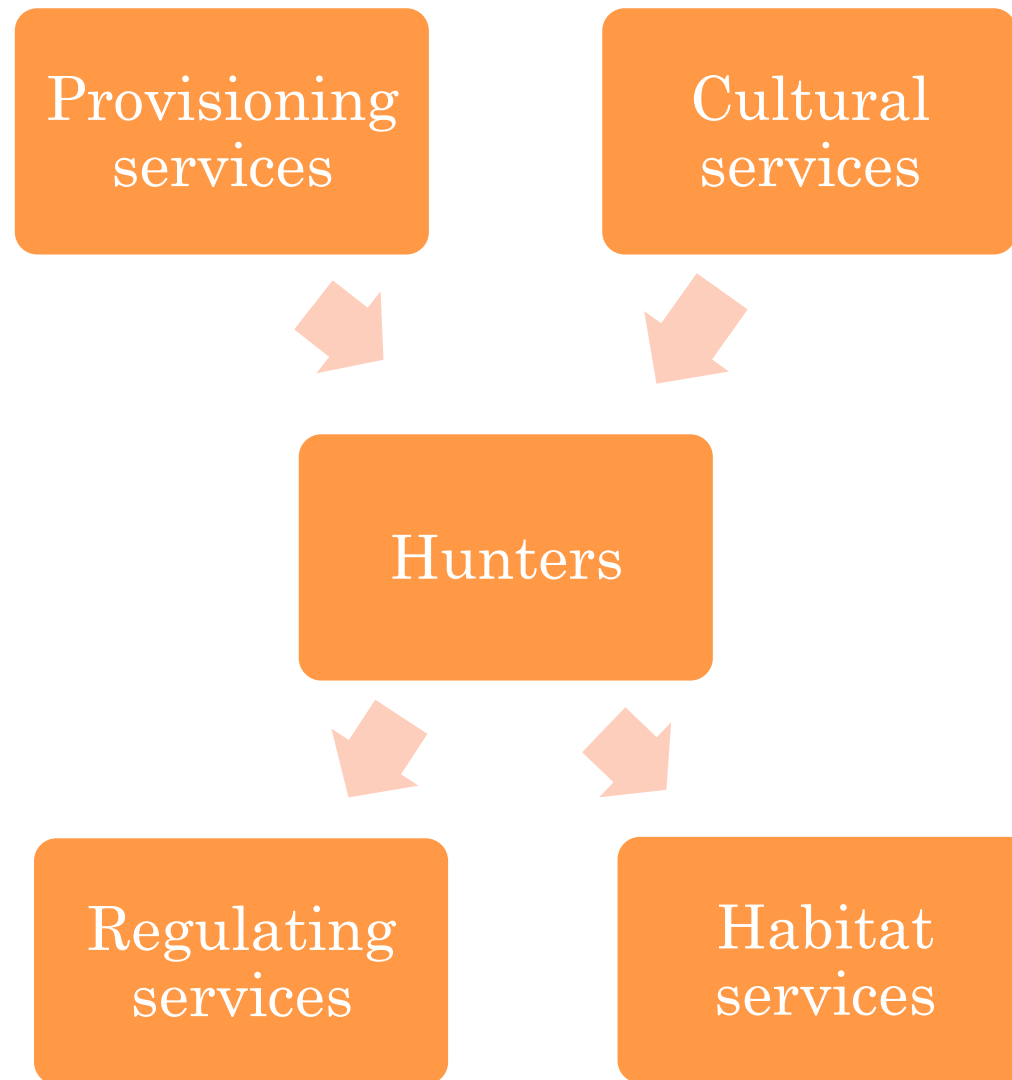 Provisioning
services
Cultural
services
Hunters
Regulating
services
Habitat
services